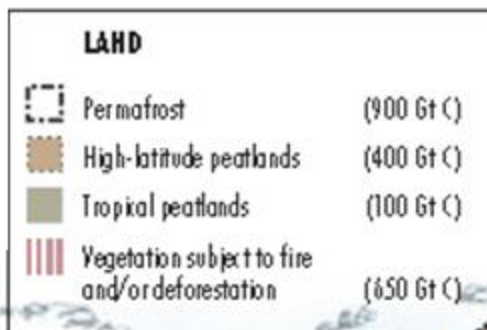 LAND
Permafrost (900 Gt C)
High-latitude peatlands (400 Gt C)
Tropical peatlands (100 Gt C)
Vegetation subject to fire
and/or deforestation (650 Gt C)